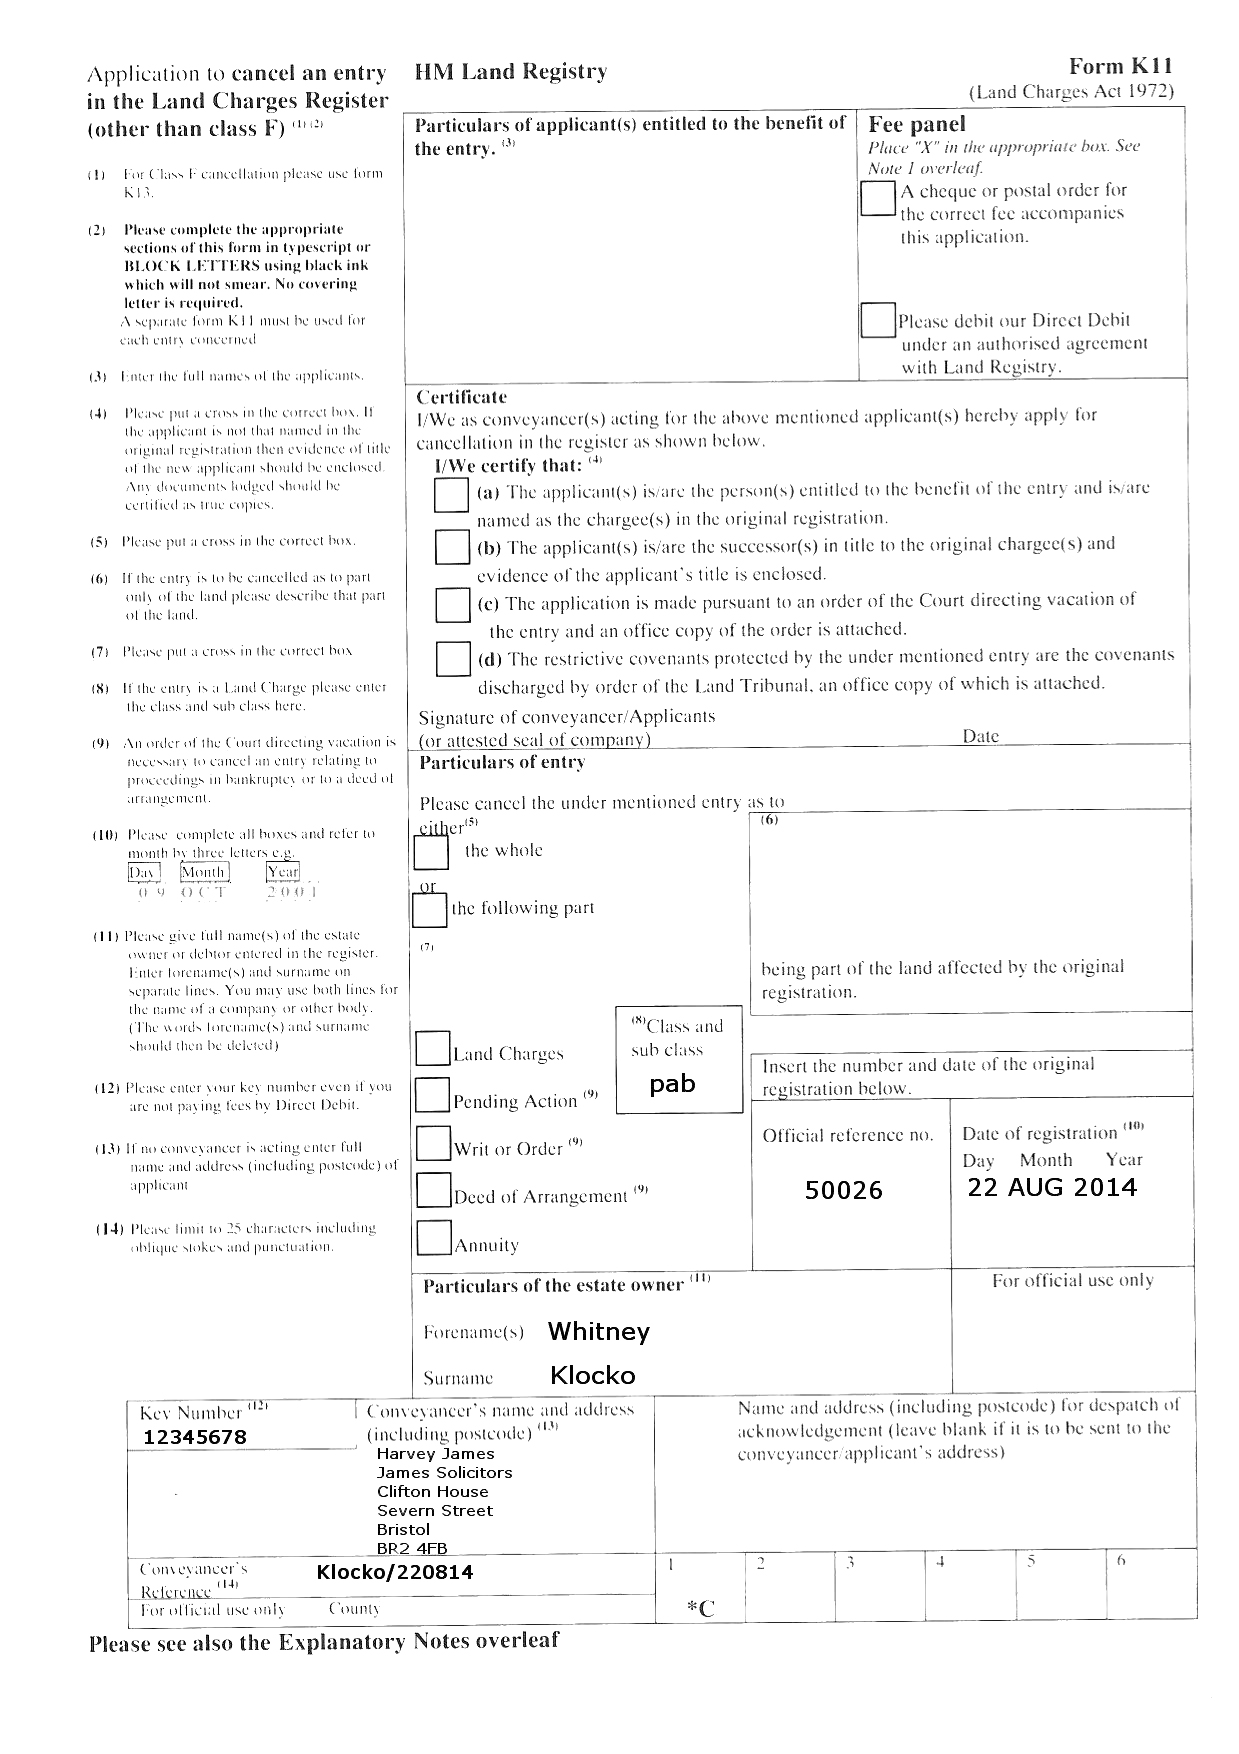 Application to cancel an entry
in the Land Charges Register
(other than class F) (1) (2)
(1) For Class F cancellation please use form
K13.
(2) Please complete the appropriate
sections of this form in typescript or
BLOCK LETTERS using black ink
which will not smear. No covering
letter is required.
A separate form K11 must be used for
each entry concerned
(3) Enter the full names of the applicants.
(4) Please put a cross in the correct box. If
the applicant is not that named in the
original registration then evidence of title
of the new applicant should be enclosed.
Any documents lodged should be
certified as true copies.
(5) Please put a cross in the correct box.
(6) If the entry is to be cancelled as to part
only of the land please describe that part
of the land.
(7) Please put a cross in the correct box
(8) If the entry is a Land Charge please enter
the class and sub class here.
(9) An order of the Court directing vacation is
necessary to cancel an entry relating to
proceedings in bankruptcy or to a deed of
arrangement.
(10) Please complete all boxes and refer to
month by three letters e.g.
Day Month Year
0 9 O C T 2 0 0 1
(11) Please give full name(s) of the estate
owner or debtor entered in the register.
Enter forename(s) and surname on
separate lines. You may use both lines for
the name of a company or other body.
(The words forename(s) and surname
should then be deleted)
(12) Please enter your key number even if you
are not paying fees by Direct Debit.
(13) If no conveyancer is acting enter full
name and address (including postcode) of
applicant
(14) Please limit to 25 characters including
oblique stokes and punctuation.
HM Land Registry
Form K11
(Land Charges Act 1972)
Particulars of applicant(s) entitled to the benefit of
the entry. (3)
Fee panel
Place "X" in the appropriate box. See
Note 1 overleaf.
A cheque or postal order for
the correct fee accompanies
this application.
Please debit our Direct Debit
under an authorised agreement
with Land Registry.
Certificate
I/We as conveyancer(s) acting for the above mentioned applicant(s) hereby apply for
cancellation in the register as shown below.
I/We certify that: (4)
(a) The applicant(s) is/are the person(s) entitled to the benefit of the entry and is/are
named as the chargee(s) in the original registration.
(b) The applicant(s) is/are the successor(s) in title to the original chargee(s) and
evidence of the applicant's title is enclosed.
(c) The application is made pursuant to an order of the Court directing vacation of
the entry and an office copy of the order is attached.
(d) The restrictive covenants protected by the under mentioned entry are the covenants
discharged by order of the Land Tribunal, an office copy of which is attached.
Signature of conveyancer/Applicants
(or attested seal of company) Date
Particulars of entry
Please cancel the under mentioned entry as to
either(5)
the whole
or
the following part
(6)
being part of the land affected by the original
registration.
(7)
Land Charges
Pending Action (9)
Writ or Order (9)
Deed of Arrangement (9)
Annuity
(8)Class and
sub class
pab
Insert the number and date of the original
registration below.
Official reference no.
50026
Date of registration (10)
Day Month Year
22 AUG 2014
Particulars of the estate owner (11)
Forename(s) Whitney
Surname Klocko
For official use only
Key Number (12)
12345678
Conveyancer's name and address
(including postcode) (13)
Harvey James
James Solicitors
Clifton House
Severn Street
Bristol
BR2 4FB
Name and address (including postcode) for despatch of
acknowledgement (leave blank if it is to be sent to the
conveyancer/applicant's address)
Conveyancer's
Reference (14)
Klocko/220814
For official use only County
1 2 3 4 5 6
*C
Please see also the Explanatory Notes overleaf